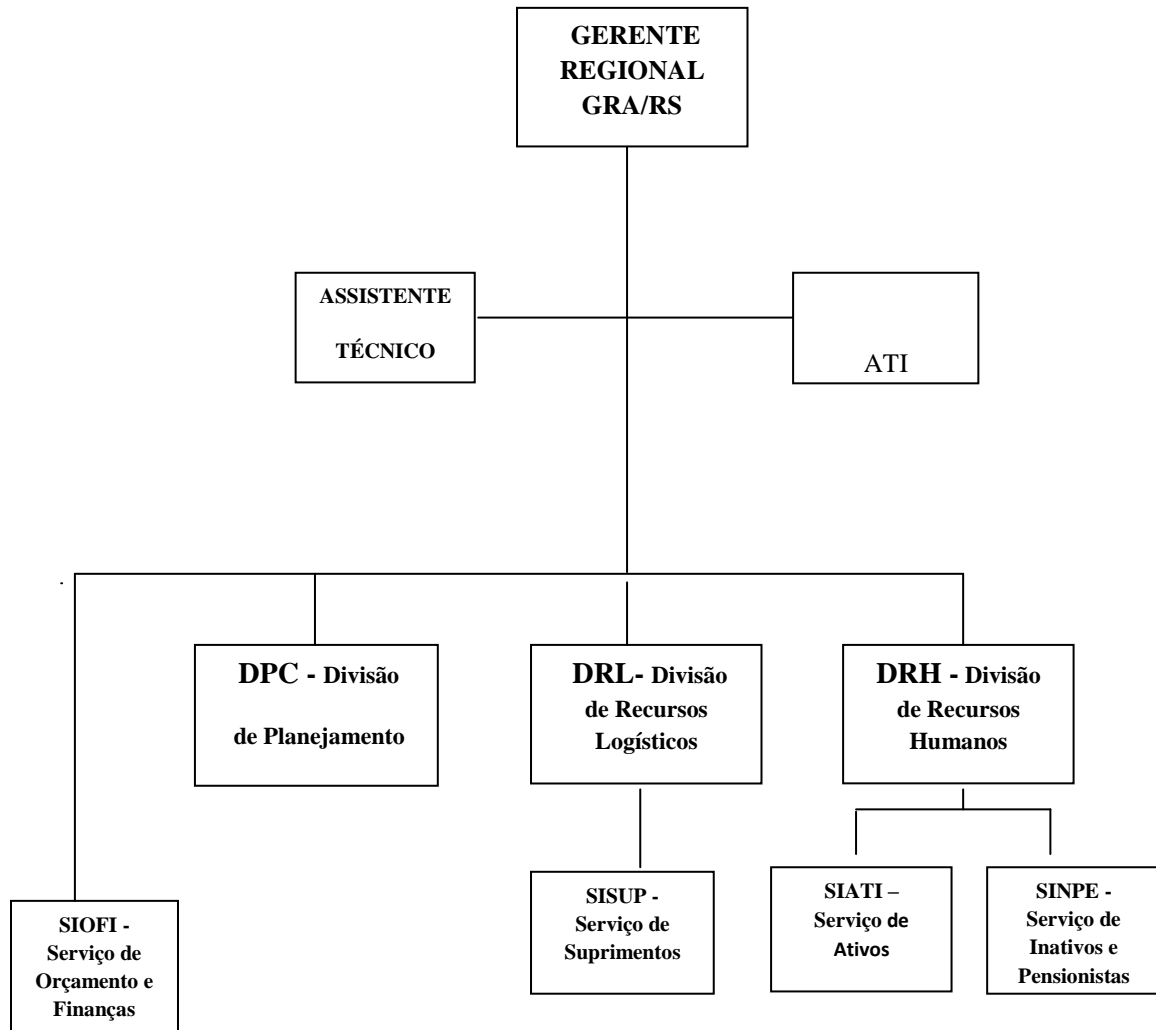 GERENTE
REGIONAL
GRA/RS
ASSISTENTE
TÉCNICO
ATI
DPC - Divisão
de Planejamento
DRL- Divisão
de Recursos
Logísticos
DRH - Divisão
de Recursos
Humanos
SIOFI -
Serviço de
Orçamento e
Finanças
SISUP -
Serviço de
Suprimentos
SIATI –
Serviço de
Ativos
SINPE -
Serviço de
Inativos e
Pensionistas